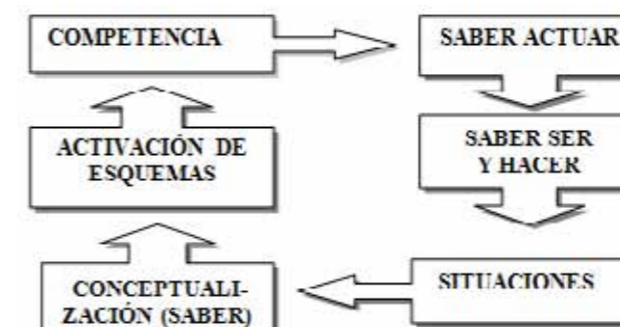 COMPETENCIA
SABER ACTUAR
SABER SER
Y HACER
SITUACIONES
CONCEPTUALI-
ZACIÓN (SABER)
ACTIVACIÓN DE
ESQUEMAS